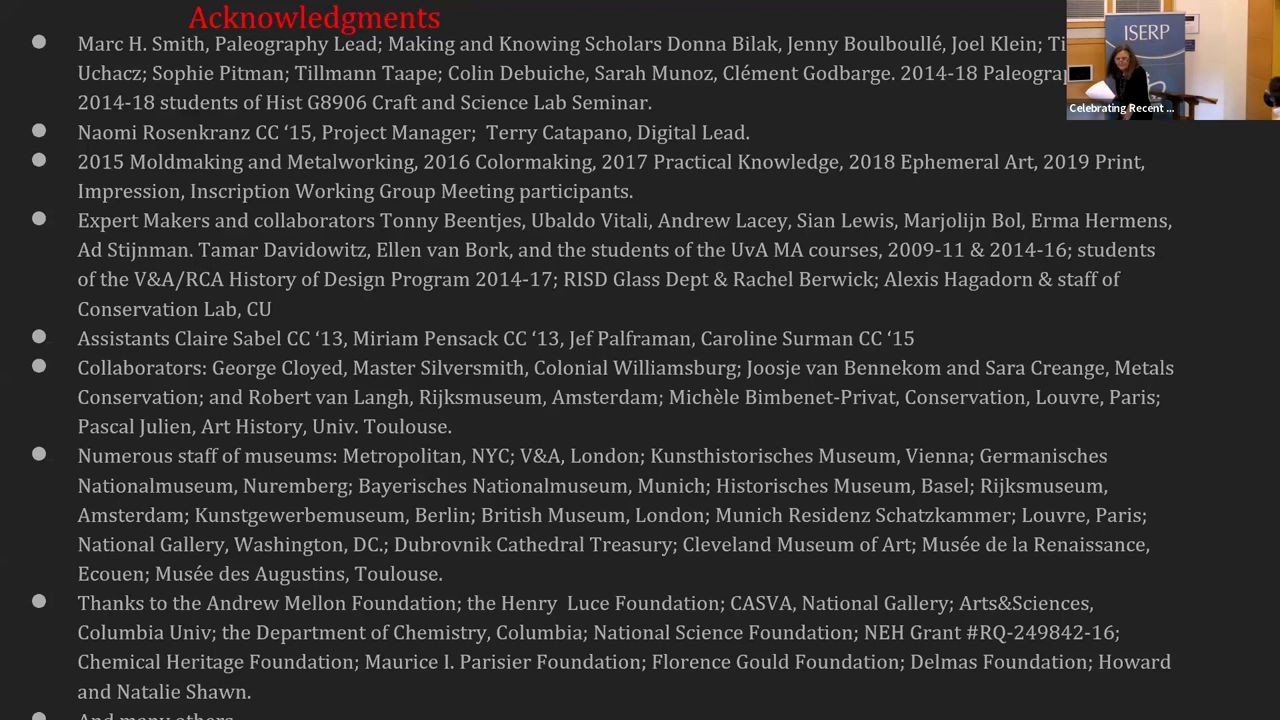 Acknowledgments
Marc H. Smith, Paleography Lead; Making and Knowing Scholars Donna Bilak, Jenny Boulboullé, Joel Klein;
Uchacz; Sophie Pitman; Tillmann Taape; Colin Debuiche, Sarah Munoz, Clément Godbarge. 2014-18
2014-18 students of Hist G8906 Craft and Science Lab Seminar.
Naomi Rosenkranz CC ‘15, Project Manager;  Terry Catapano, Digital Lead.
2015 Moldmaking and Metalworking, 2016 Colormaking, 2017 Practical Knowledge, 2018 Ephemeral Art, 2019 Print,
Impression, Inscription Working Group Meeting participants.
Expert Makers and collaborators Tonny Beentjes, Ubaldo Vitali, Andrew Lacey, Sian Lewis, Marjolijn Bol, Erma Hermens,
Ad Stijnman. Tamar Davidowitz, Ellen van Bork, and the students of the UvA MA courses, 2009-11 & 2014-16; students
of the V&A/RCA History of Design Program 2014-17; RISD Glass Dept & Rachel Berwick; Alexis Hagadorn & staff of
Conservation Lab, CU
Assistants Claire Sabel CC ‘13, Miriam Pensack CC ‘13, Jef Palframan, Caroline Surman CC ‘15
Collaborators: George Cloyed, Master Silversmith, Colonial Williamsburg; Joosje van Bennekom and Sara Creange, Metals
Conservation; and Robert van Langh, Rijksmuseum, Amsterdam; Michèle Bimbenet-Privat, Conservation, Louvre, Paris;
Pascal Julien, Art History, Univ. Toulouse.
Numerous staff of museums: Metropolitan, NYC; V&A, London; Kunsthistorisches Museum, Vienna; Germanisches
Nationalmuseum, Nuremberg; Bayerisches Nationalmuseum, Munich; Historisches Museum, Basel; Rijksmuseum,
Amsterdam; Kunstgewerbemuseum, Berlin; British Museum, London; Munich Residenz Schatzkammer; Louvre, Paris;
National Gallery, Washington, DC.; Dubrovnik Cathedral Treasury; Cleveland Museum of Art; Musée de la Renaissance,
Ecouen; Musée des Augustins, Toulouse.
Thanks to the Andrew Mellon Foundation; the Henry  Luce Foundation; CASVA, National Gallery; Arts&Sciences,
Columbia Univ; the Department of Chemistry, Columbia; National Science Foundation; NEH Grant #RQ-249842-16;
Chemical Heritage Foundation; Maurice I. Parisier Foundation; Florence Gould Foundation; Delmas Foundation; Howard
and Natalie Shawn.
And many others
ISERP
Celebrating Recent ...